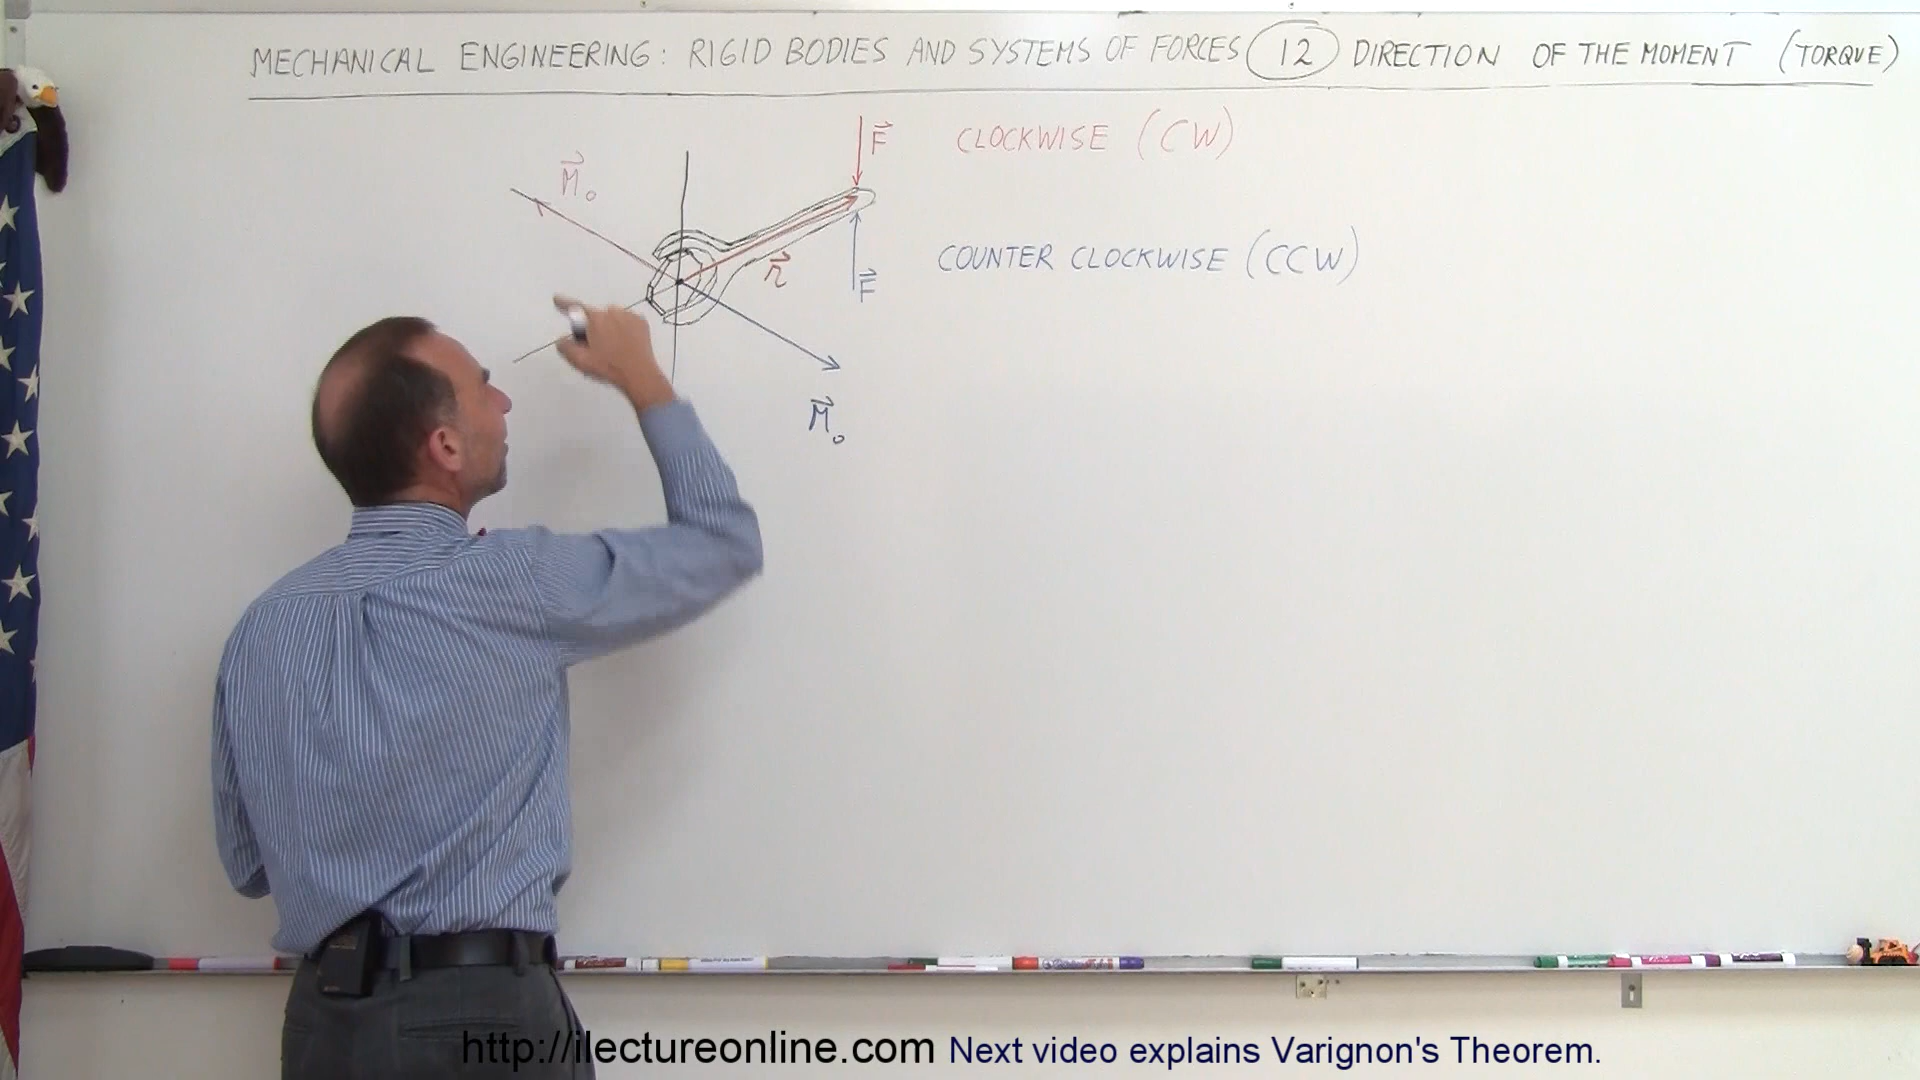 MECHANICAL ENGINEERING: RIGID BODIES AND SYSTEMS OF FORCES 12 DIRECTION OF THE MOMENT (TORQUE)
F CLOCKWISE (CW)
M₀
COUNTER CLOCKWISE (CCW)
r
F
M₀
http://ilectureonline.com Next video explains Varignon's Theorem.